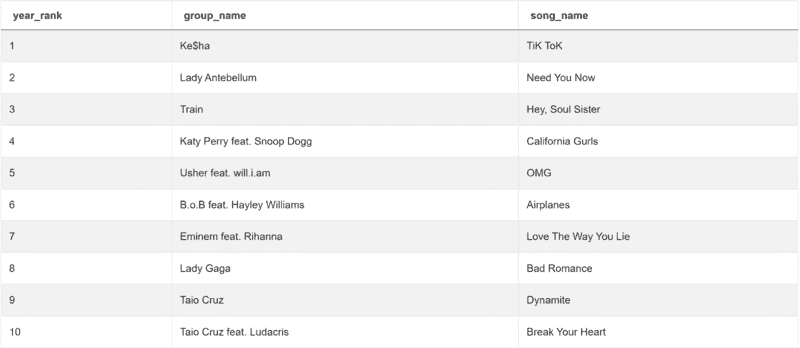 year_rank group_name song_name
1 Ke$ha TiK ToK
2 Lady Antebellum Need You Now
3 Train Hey, Soul Sister
4 Katy Perry feat. Snoop Dogg California Gurls
5 Usher feat. will.i.am OMG
6 B.o.B feat. Hayley Williams Airplanes
7 Eminem feat. Rihanna Love The Way You Lie
8 Lady Gaga Bad Romance
9 Taio Cruz Dynamite
10 Taio Cruz feat. Ludacris Break Your Heart